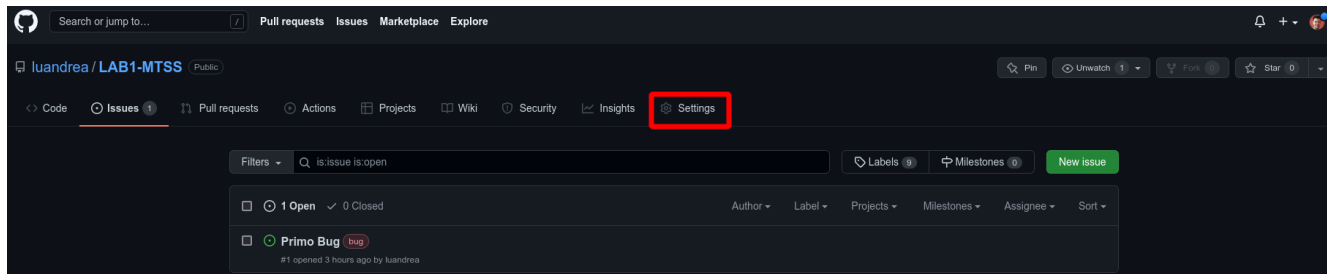 Search or jump to... / Pull requests Issues Marketplace Explore
luandrea / LAB1-MTSS Public Pin Unwatch 1 Fork 0 Star 0
Code Issues 1 Pull requests Actions Projects Wiki Security Insights Settings
Filters is:issue is:open Labels 9 Milestones 0 New issue
1 Open 0 Closed Author Label Projects Milestones Assignee Sort
Primo Bug bug
#1 opened 3 hours ago by luandrea